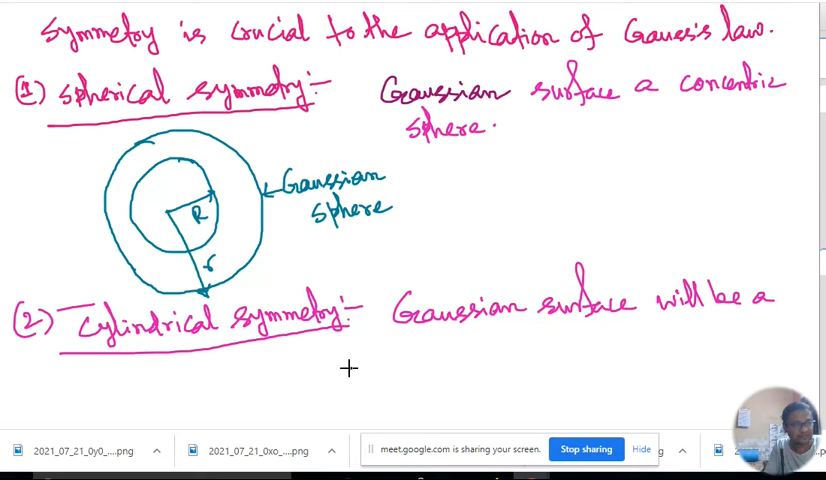 Symmetry is crucial to the application of Gauss's law.
(1) Spherical symmetry:- Gaussian surface a concentric
sphere.
Gaussian
sphere
R
r
(2) Cylindrical symmetry:- Gaussian surface will be a
2021_07_21_0y0_....png
2021_07_21_0xo_....png
meet.google.com is sharing your screen.
Stop sharing
Hide